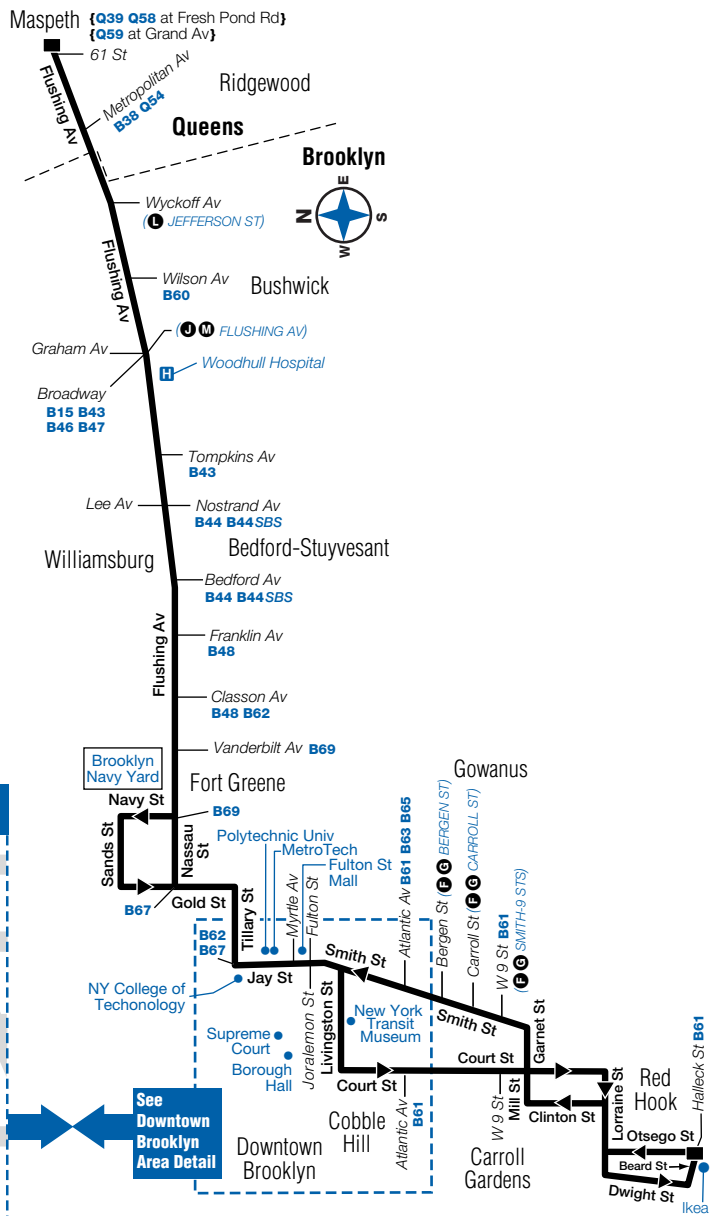 Maspeth {Q39 Q58 at Fresh Pond Rd}
{Q59 at Grand Av}
61 St
Flushing Av
Metropolitan Av
B38 Q54
Ridgewood
Queens
Brooklyn
E
N
S
W
Wyckoff Av
(L JEFFERSON ST)
Flushing Av
Wilson Av
B60
Bushwick
(J M FLUSHING AV)
Graham Av
H Woodhull Hospital
Broadway
B15 B43
B46 B47
Tompkins Av
B43
Lee Av
Nostrand Av
B44 B44SBS
Williamsburg
Bedford-Stuyvesant
Bedford Av
B44 B44SBS
Flushing Av
Franklin Av
B48
Classon Av
B48 B62
Vanderbilt Av B69
Brooklyn
Navy Yard
Fort Greene
Gowanus
Navy St
B69
Sands St
Nassau
St
Polytechnic Univ
MetroTech
Fulton St
Mall
B67
Gold St
Tillary St
Myrtle Av
Fulton St
Atlantic Av B61 B63 B65
Bergen St (F G BERGEN ST)
Carroll St (F G CARROLL ST)
W 9 St B61
(F G SMITH-9 STS)
B62
B67
Jay St
Smith St
Smith St
Garnet St
NY College of
Techonology
Joralemon St
Livingston St
New York
Transit
Museum
Supreme
Court
Borough
Hall
Court St
Court St
Atlantic Av
B61
W 9 St
Mill St
Clinton St
Lorraine St
Red
Hook
Halleck St B61
Otsego St
Beard St
Dwight St
Ikea
Cobble
Hill
Carroll
Gardens
Downtown
Brooklyn
See
Downtown
Brooklyn
Area Detail